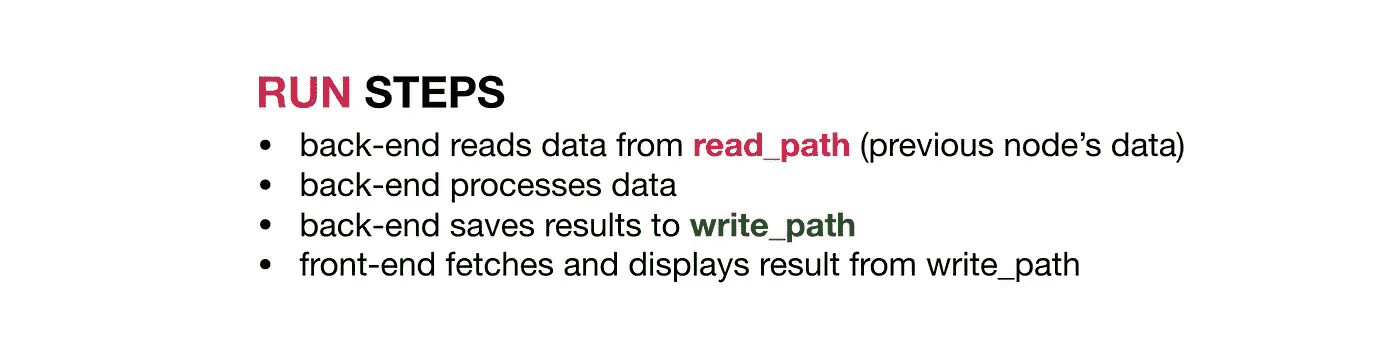 RUN STEPS
• back-end reads data from read_path (previous node’s data)
• back-end processes data
• back-end saves results to write_path
• front-end fetches and displays result from write_path